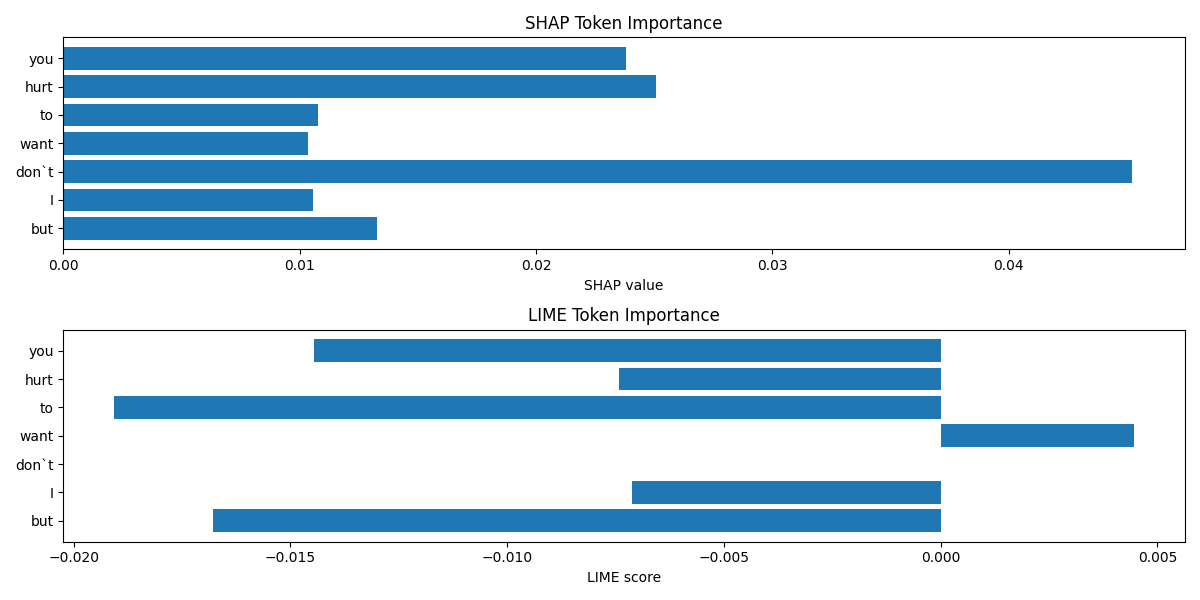 SHAP Token Importance
you
hurt
to
want
don`t
I
but
0.00 0.01 0.02 0.03 0.04
SHAP value
LIME Token Importance
you
hurt
to
want
don`t
I
but
−0.020 −0.015 −0.010 −0.005 0.000 0.005
LIME score